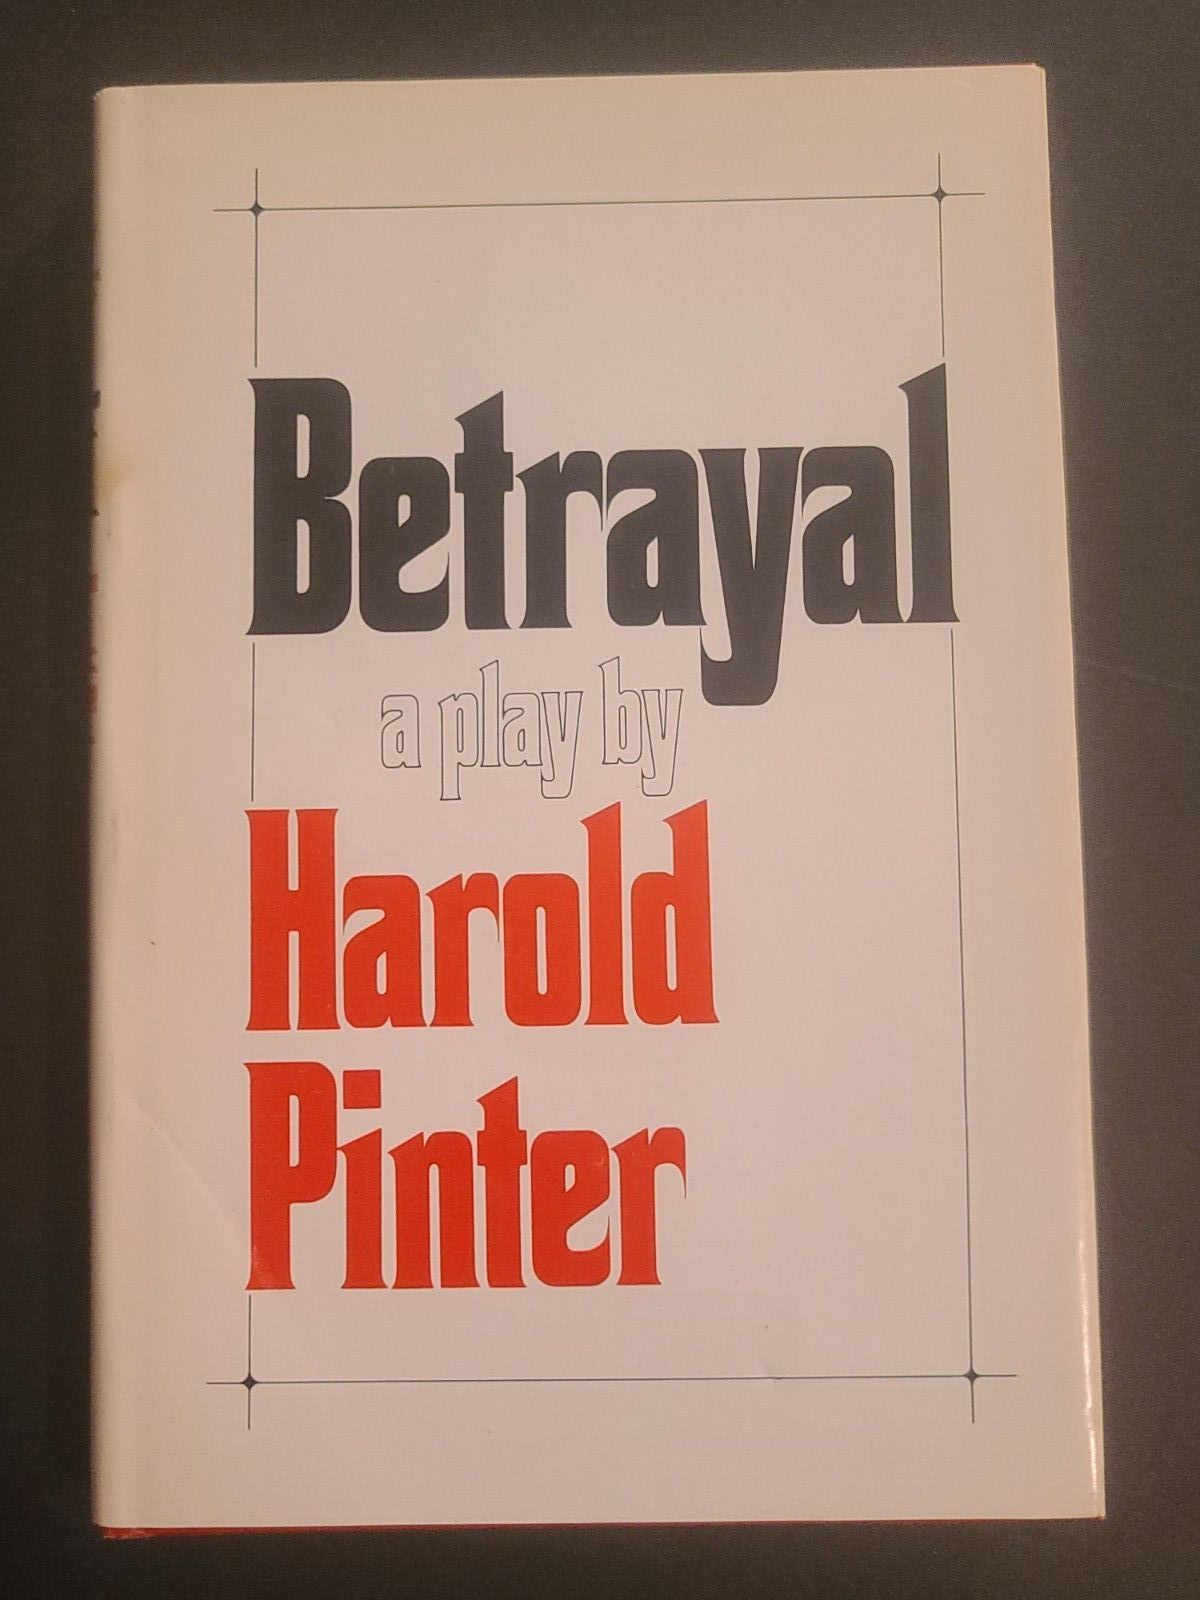 Betrayal
a play by
Harold
Pinter